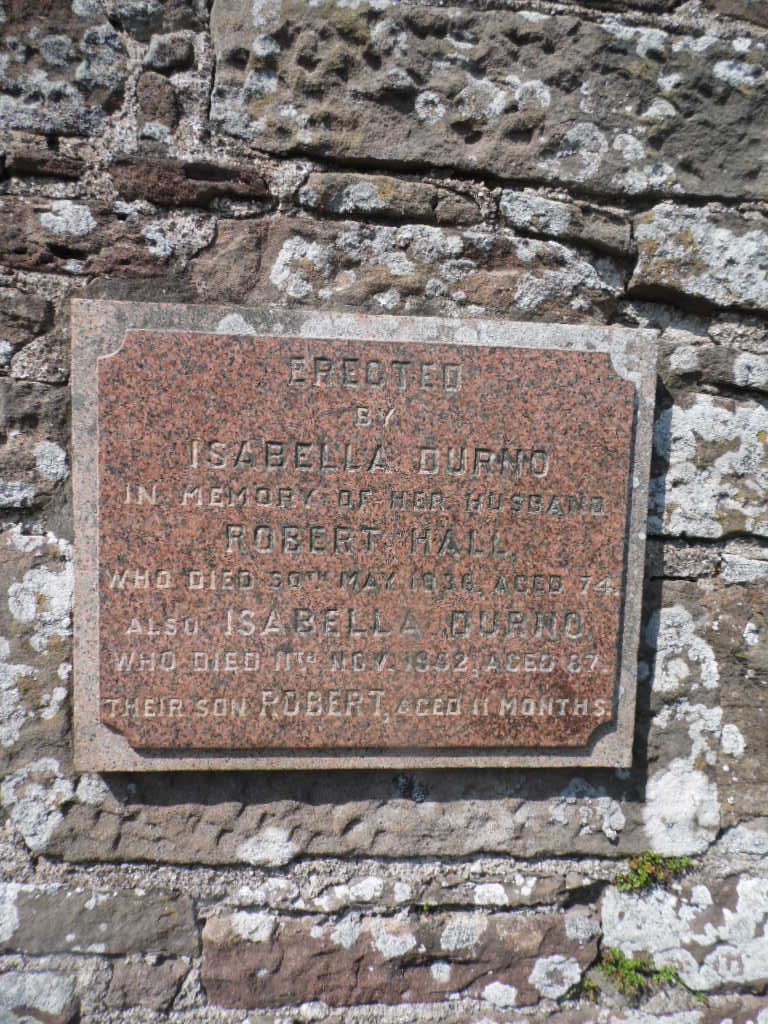 ERECTED
BY
ISABELLA DURNO
IN MEMORY OF HER HUSBAND
ROBERT HALL,
WHO DIED 30TH MAY 1936, AGED 74.
ALSO ISABELLA DURNO
WHO DIED 11TH NOV. 1952, AGED 87.
THEIR SON ROBERT, AGED 11 MONTHS.